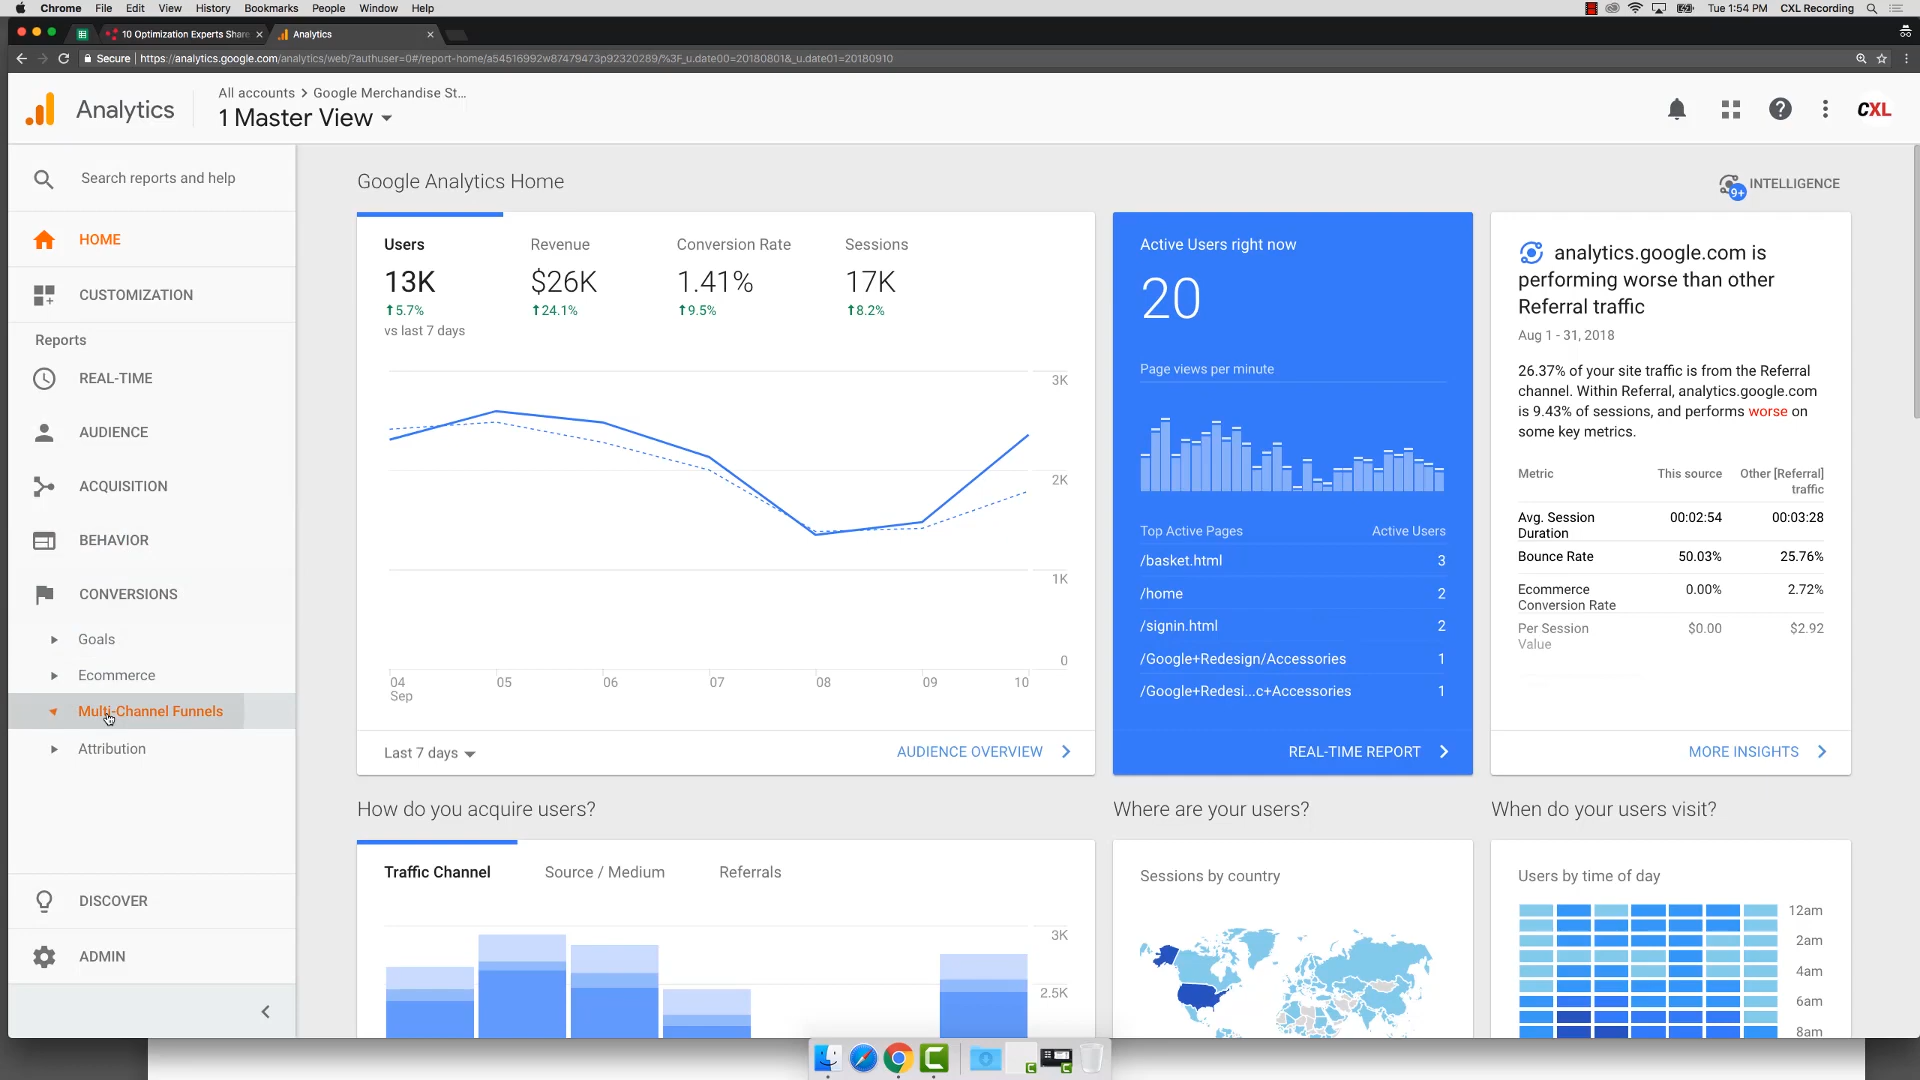 Chrome File Edit View History Bookmarks People Window Help
Tue 1:54 PM CXL Recording
10 Optimization Experts Share
Analytics
Secure | https://analytics.google.com/analytics/web/?authuser=0#/report-home/a54516992w87479473p92320289/%3F_u.date00=20180801&_u.date01=20180910
Analytics
All accounts > Google Merchandise St...
1 Master View
CXL
Search reports and help
HOME
CUSTOMIZATION
Reports
REAL-TIME
AUDIENCE
ACQUISITION
BEHAVIOR
CONVERSIONS
Goals
Ecommerce
Multi-Channel Funnels
Attribution
DISCOVER
ADMIN
Google Analytics Home
9+ INTELLIGENCE
Users Revenue Conversion Rate Sessions
13K $26K 1.41% 17K
5.7% 24.1% 9.5% 8.2%
vs last 7 days
3K
2K
1K
0
04 05 06 07 08 09 10
Sep
Last 7 days
AUDIENCE OVERVIEW
Active Users right now
20
Page views per minute
Top Active Pages Active Users
/basket.html 3
/home 2
/signin.html 2
/Google+Redesign/Accessories 1
/Google+Redesi...c+Accessories 1
REAL-TIME REPORT
analytics.google.com is
performing worse than other
Referral traffic
Aug 1 - 31, 2018
26.37% of your site traffic is from the Referral
channel. Within Referral, analytics.google.com
is 9.43% of sessions, and performs worse on
some key metrics.
Metric This source Other [Referral]
traffic
Avg. Session 00:02:54 00:03:28
Duration
Bounce Rate 50.03% 25.76%
Ecommerce 0.00% 2.72%
Conversion Rate
Per Session $0.00 $2.92
Value
MORE INSIGHTS
How do you acquire users?
Traffic Channel Source / Medium Referrals
3K
2.5K
Where are your users?
Sessions by country
When do your users visit?
Users by time of day
12am
2am
4am
6am
8am